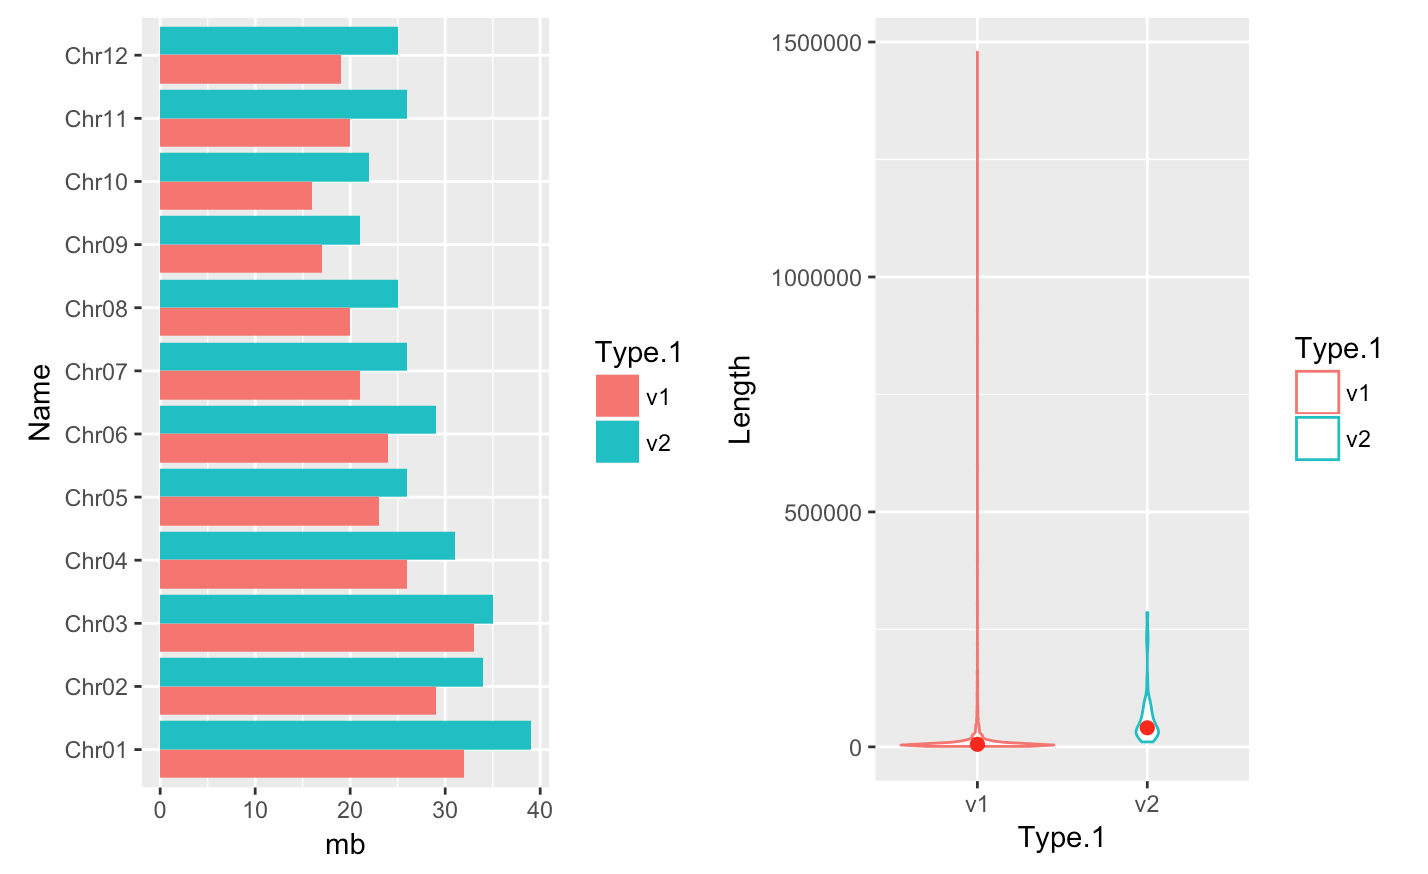 Name
Chr12
Chr11
Chr10
Chr09
Chr08
Chr07
Chr06
Chr05
Chr04
Chr03
Chr02
Chr01
0 10 20 30 40
mb
Type.1
v1
v2
Length
1500000
1000000
500000
0
v1 v2
Type.1
Type.1
v1
v2